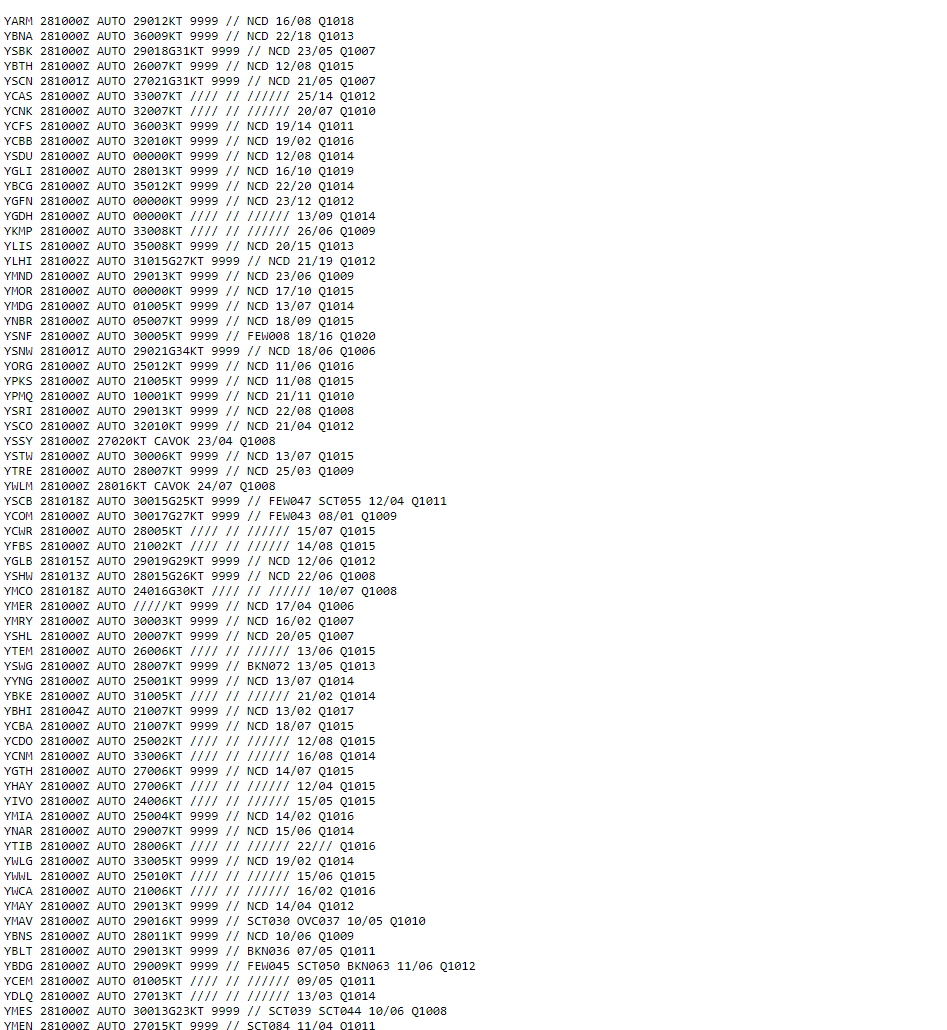 YARM 281000Z AUTO 29012KT 9999 // NCD 16/08 Q1018
YBNA 281000Z AUTO 36009KT 9999 // NCD 22/18 Q1013
YSBK 281000Z AUTO 29018G31KT 9999 // NCD 23/05 Q1007
YBTH 281000Z AUTO 26007KT 9999 // NCD 12/08 Q1015
YSCN 281001Z AUTO 27021G31KT 9999 // NCD 21/05 Q1007
YCAS 281000Z AUTO 33007KT //// // ////// 25/14 Q1012
YCNK 281000Z AUTO 32007KT //// // ////// 20/07 Q1010
YCFS 281000Z AUTO 36003KT 9999 // NCD 19/14 Q1011
YCBB 281000Z AUTO 32010KT 9999 // NCD 19/02 Q1016
YSDU 281000Z AUTO 00000KT 9999 // NCD 12/08 Q1014
YGLI 281000Z AUTO 28013KT 9999 // NCD 16/10 Q1019
YBCG 281000Z AUTO 35012KT 9999 // NCD 22/20 Q1014
YGFN 281000Z AUTO 00000KT 9999 // NCD 23/12 Q1012
YGDH 281000Z AUTO 00000KT //// // ////// 13/09 Q1014
YKMP 281000Z AUTO 33008KT //// // ////// 26/06 Q1009
YLIS 281000Z AUTO 35008KT 9999 // NCD 20/15 Q1013
YLHI 281002Z AUTO 31015G27KT 9999 // NCD 21/19 Q1012
YMND 281000Z AUTO 29013KT 9999 // NCD 23/06 Q1009
YMOR 281000Z AUTO 00000KT 9999 // NCD 17/10 Q1015
YMDG 281000Z AUTO 01005KT 9999 // NCD 13/07 Q1014
YNBR 281000Z AUTO 05007KT 9999 // NCD 18/09 Q1015
YSNF 281000Z AUTO 30005KT 9999 // FEW008 18/16 Q1020
YSNW 281001Z AUTO 29021G34KT 9999 // NCD 18/06 Q1006
YORG 281000Z AUTO 25012KT 9999 // NCD 11/06 Q1016
YPKS 281000Z AUTO 21005KT 9999 // NCD 11/08 Q1015
YPMQ 281000Z AUTO 10001KT 9999 // NCD 21/11 Q1010
YSRI 281000Z AUTO 29013KT 9999 // NCD 22/08 Q1008
YSCO 281000Z AUTO 32010KT 9999 // NCD 21/04 Q1012
YSSY 281000Z 27020KT CAVOK 23/04 Q1008
YSTW 281000Z AUTO 30006KT 9999 // NCD 13/07 Q1015
YTRE 281000Z AUTO 28007KT 9999 // NCD 25/03 Q1009
YWLM 281000Z 28016KT CAVOK 24/07 Q1008
YSCB 281018Z AUTO 30015G25KT 9999 // FEW047 SCT055 12/04 Q1011
YCOM 281000Z AUTO 30017G27KT 9999 // FEW043 08/01 Q1009
YCWR 281000Z AUTO 28005KT //// // ////// 15/07 Q1015
YFBS 281000Z AUTO 21002KT //// // ////// 14/08 Q1015
YGLB 281015Z AUTO 29019G29KT 9999 // NCD 12/06 Q1012
YSHW 281013Z AUTO 28015G26KT 9999 // NCD 22/06 Q1008
YMCO 281018Z AUTO 24016G30KT //// // ////// 10/07 Q1008
YMER 281000Z AUTO /////KT 9999 // NCD 17/04 Q1006
YMRY 281000Z AUTO 30003KT 9999 // NCD 16/02 Q1007
YSHL 281000Z AUTO 20007KT 9999 // NCD 20/05 Q1007
YTEM 281000Z AUTO 26006KT //// // ////// 13/06 Q1015
YSWG 281000Z AUTO 28007KT 9999 // BKN072 13/05 Q1013
YYNG 281000Z AUTO 25001KT 9999 // NCD 13/07 Q1014
YBKE 281000Z AUTO 31005KT //// // ////// 21/02 Q1014
YBHI 281004Z AUTO 21007KT 9999 // NCD 13/02 Q1017
YCBA 281000Z AUTO 21007KT 9999 // NCD 18/07 Q1015
YCDO 281000Z AUTO 25002KT //// // ////// 12/08 Q1015
YCNM 281000Z AUTO 33006KT //// // ////// 16/08 Q1014
YGTH 281000Z AUTO 27006KT 9999 // NCD 14/07 Q1015
YHAY 281000Z AUTO 27006KT //// // ////// 12/04 Q1015
YIVO 281000Z AUTO 24006KT //// // ////// 15/05 Q1015
YMIA 281000Z AUTO 25004KT 9999 // NCD 14/02 Q1016
YNAR 281000Z AUTO 29007KT 9999 // NCD 15/06 Q1014
YTIB 281000Z AUTO 28006KT //// // ////// 22/// Q1016
YWLG 281000Z AUTO 33005KT 9999 // NCD 19/02 Q1014
YWWL 281000Z AUTO 25010KT //// // ////// 15/06 Q1015
YWCA 281000Z AUTO 21006KT //// // ////// 16/02 Q1016
YMAY 281000Z AUTO 29013KT 9999 // NCD 14/04 Q1012
YMAV 281000Z AUTO 29016KT 9999 // SCT030 OVC037 10/05 Q1010
YBNS 281000Z AUTO 28011KT 9999 // NCD 10/06 Q1009
YBLT 281000Z AUTO 29013KT 9999 // BKN036 07/05 Q1011
YBDG 281000Z AUTO 29009KT 9999 // FEW045 SCT050 BKN063 11/06 Q1012
YCEM 281000Z AUTO 01005KT //// // ////// 09/05 Q1011
YDLQ 281000Z AUTO 27013KT //// // ////// 13/03 Q1014
YMES 281000Z AUTO 30013G23KT 9999 // SCT039 SCT044 10/06 Q1008
YMEN 281000Z AUTO 27015KT 9999 // SCT084 11/04 Q1011